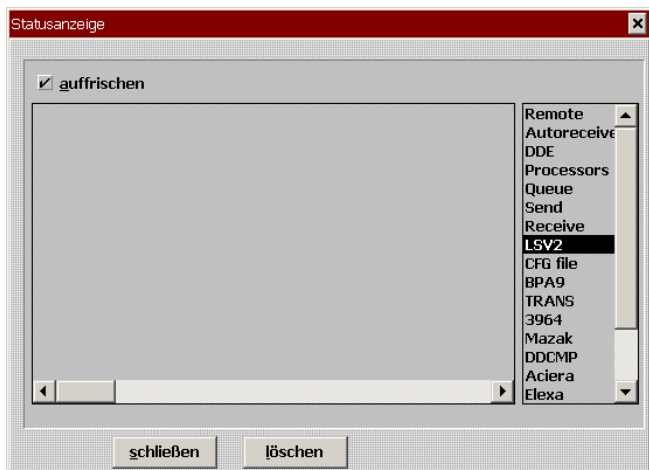 Statusanzeige
auffrischen
Remote
Autoreceive
DDE
Processors
Queue
Send
Receive
LSV2
CFG file
BPA9
TRANS
3964
Mazak
DDCMP
Aciera
Elexa
schließen löschen